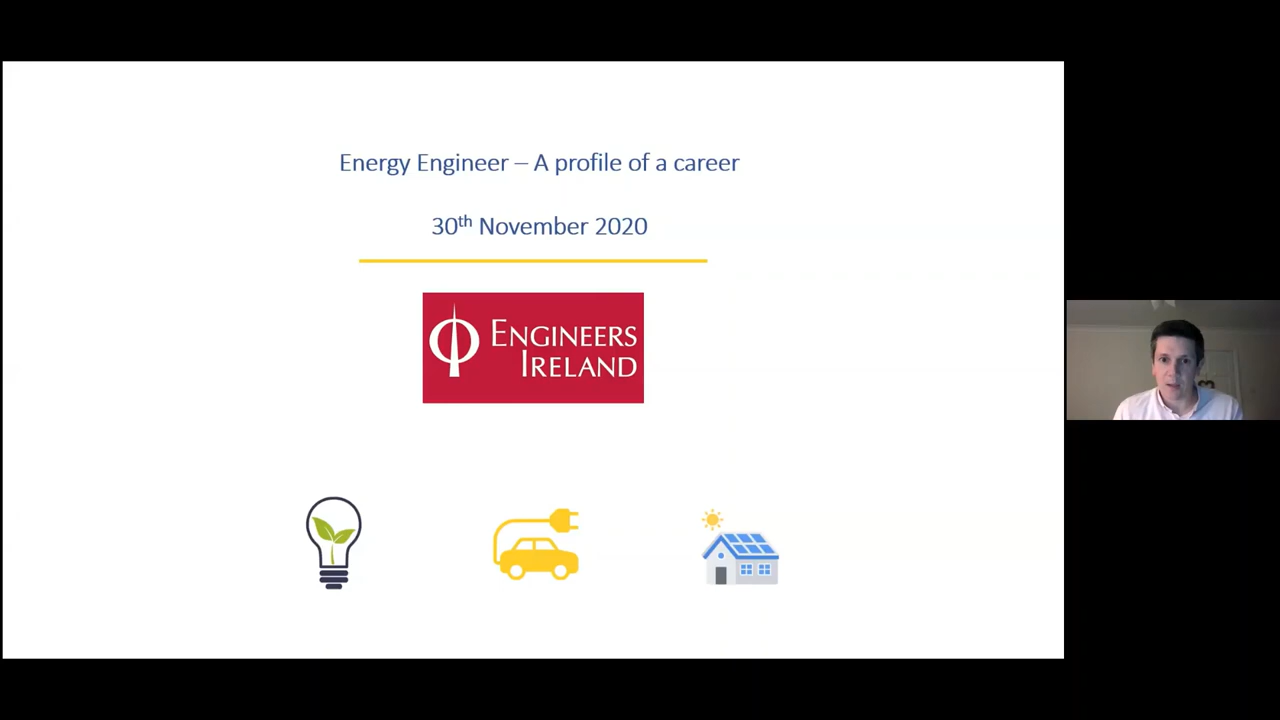 Energy Engineer – A profile of a career
30th November 2020
ENGINEERS
IRELAND